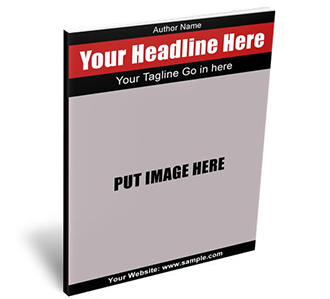 Author Name
Your Headline Here
Your Tagline Go in here
PUT IMAGE HERE
Your Website: www.sample.com